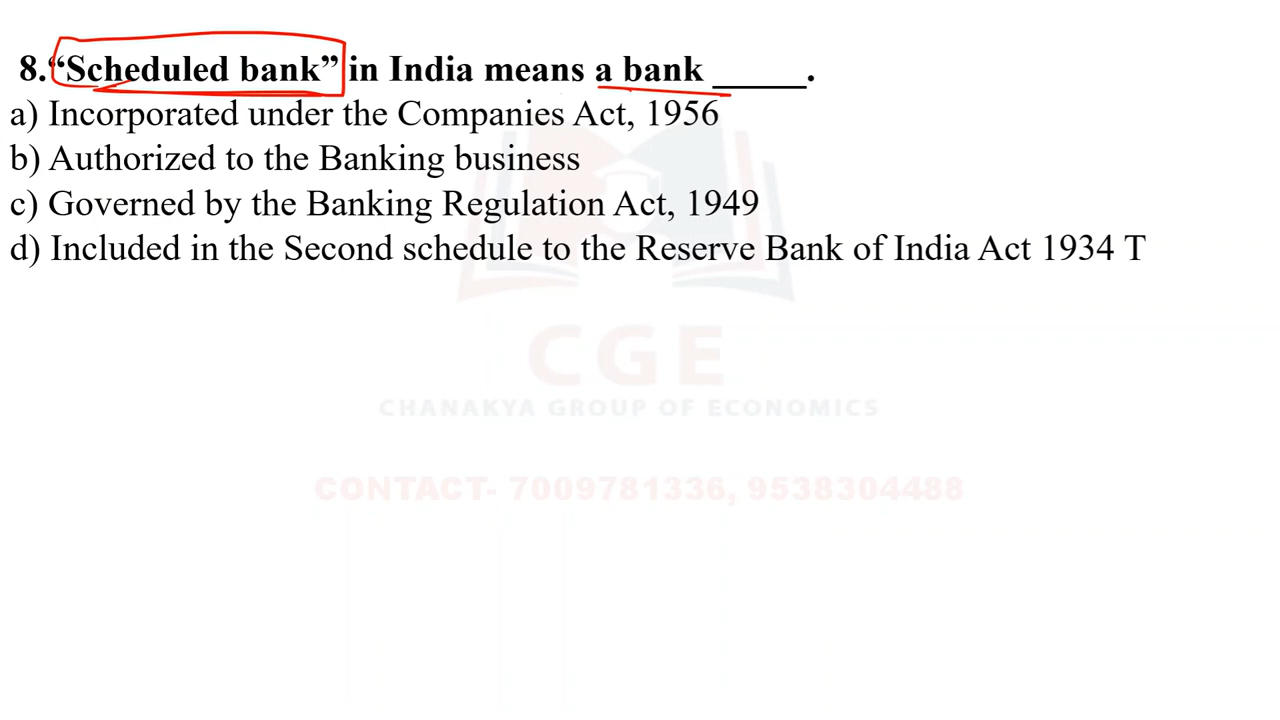 8.“Scheduled bank” in India means a bank _____.
a) Incorporated under the Companies Act, 1956
b) Authorized to the Banking business
c) Governed by the Banking Regulation Act, 1949
d) Included in the Second schedule to the Reserve Bank of India Act 1934 T
CGE
CHANAKYA GROUP OF ECONOMICS
CONTACT- 7009781336, 9538304488